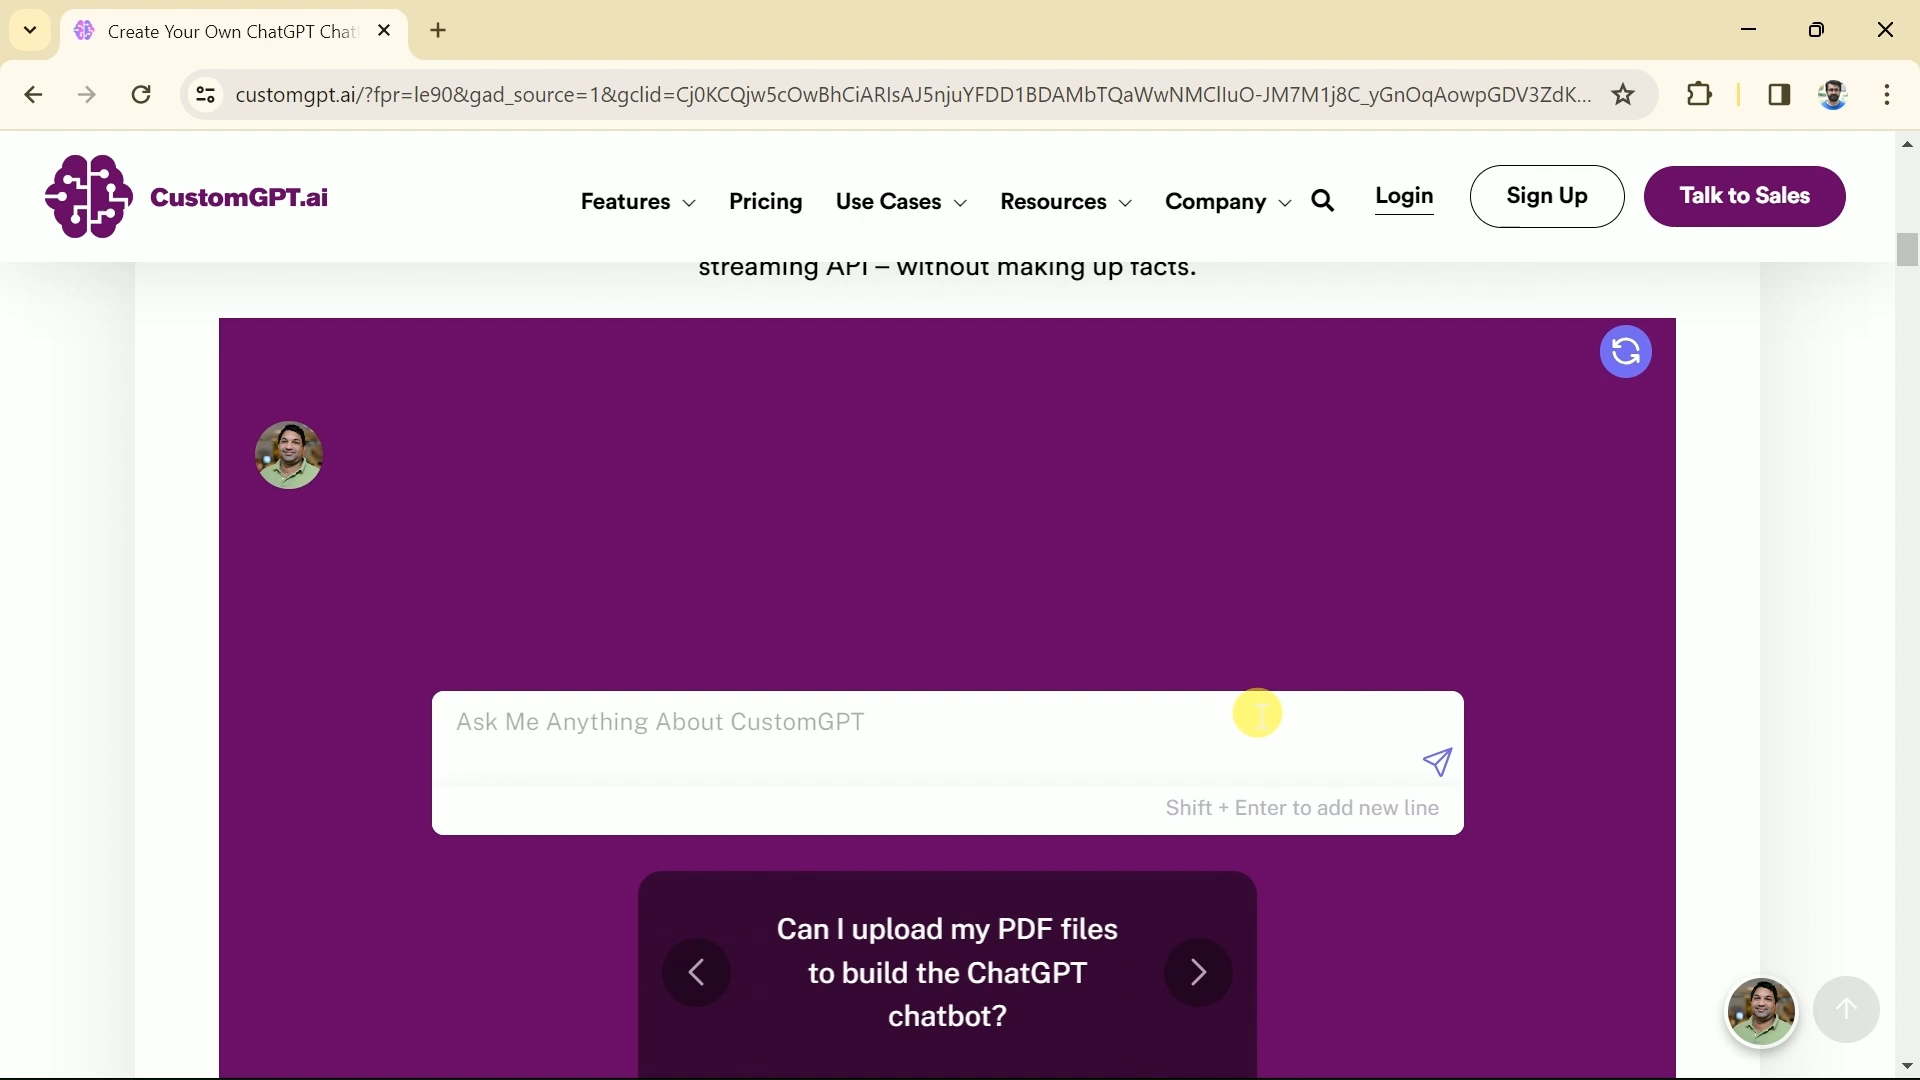 Create Your Own ChatGPT Chat
customgpt.ai/?fpr=le90&gad_source=1&gclid=Cj0KCQjw5cOwBhCiARIsAJ5njuYFDD1BDAMbTQaWwNMClIuO-JM7M1j8C_yGnOqAowpGDV3ZdK...
CustomGPT.ai
Features
Pricing
Use Cases
Resources
Company
Login
Sign Up
Talk to Sales
streaming API – without making up facts.
Ask Me Anything About CustomGPT
Shift + Enter to add new line
Can I upload my PDF files
to build the ChatGPT
chatbot?